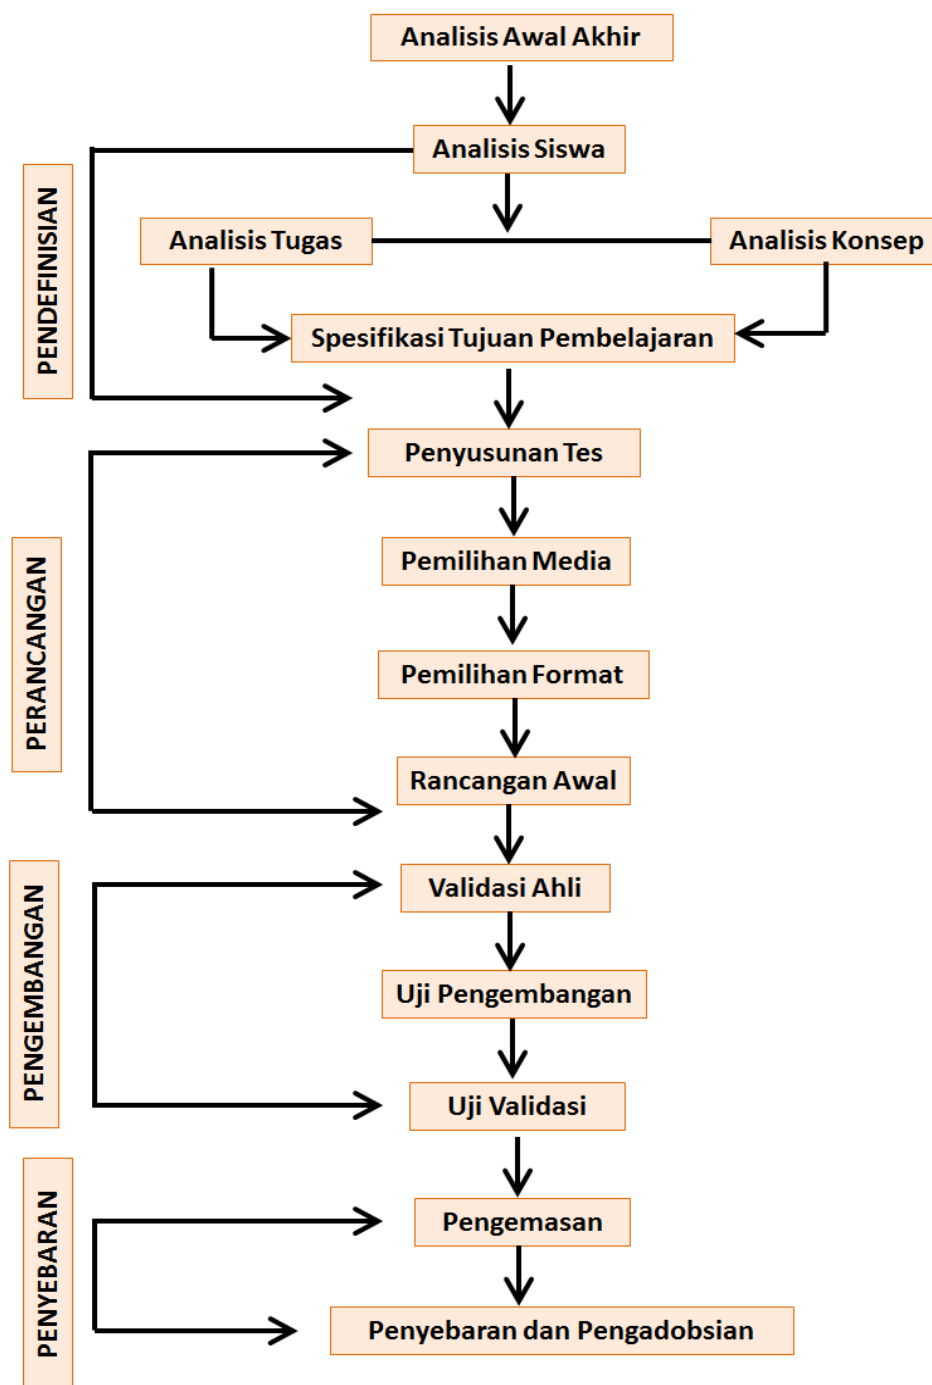 Analisis Awal Akhir
Analisis Siswa
PENDEFINISIAN
Analisis Tugas
Analisis Konsep
Spesifikasi Tujuan Pembelajaran
Penyusunan Tes
PERANCANGAN
Pemilihan Media
Pemilihan Format
Rancangan Awal
PENGEMBANGAN
Validasi Ahli
Uji Pengembangan
Uji Validasi
PENYEBARAN
Pengemasan
Penyebaran dan Pengadobsian